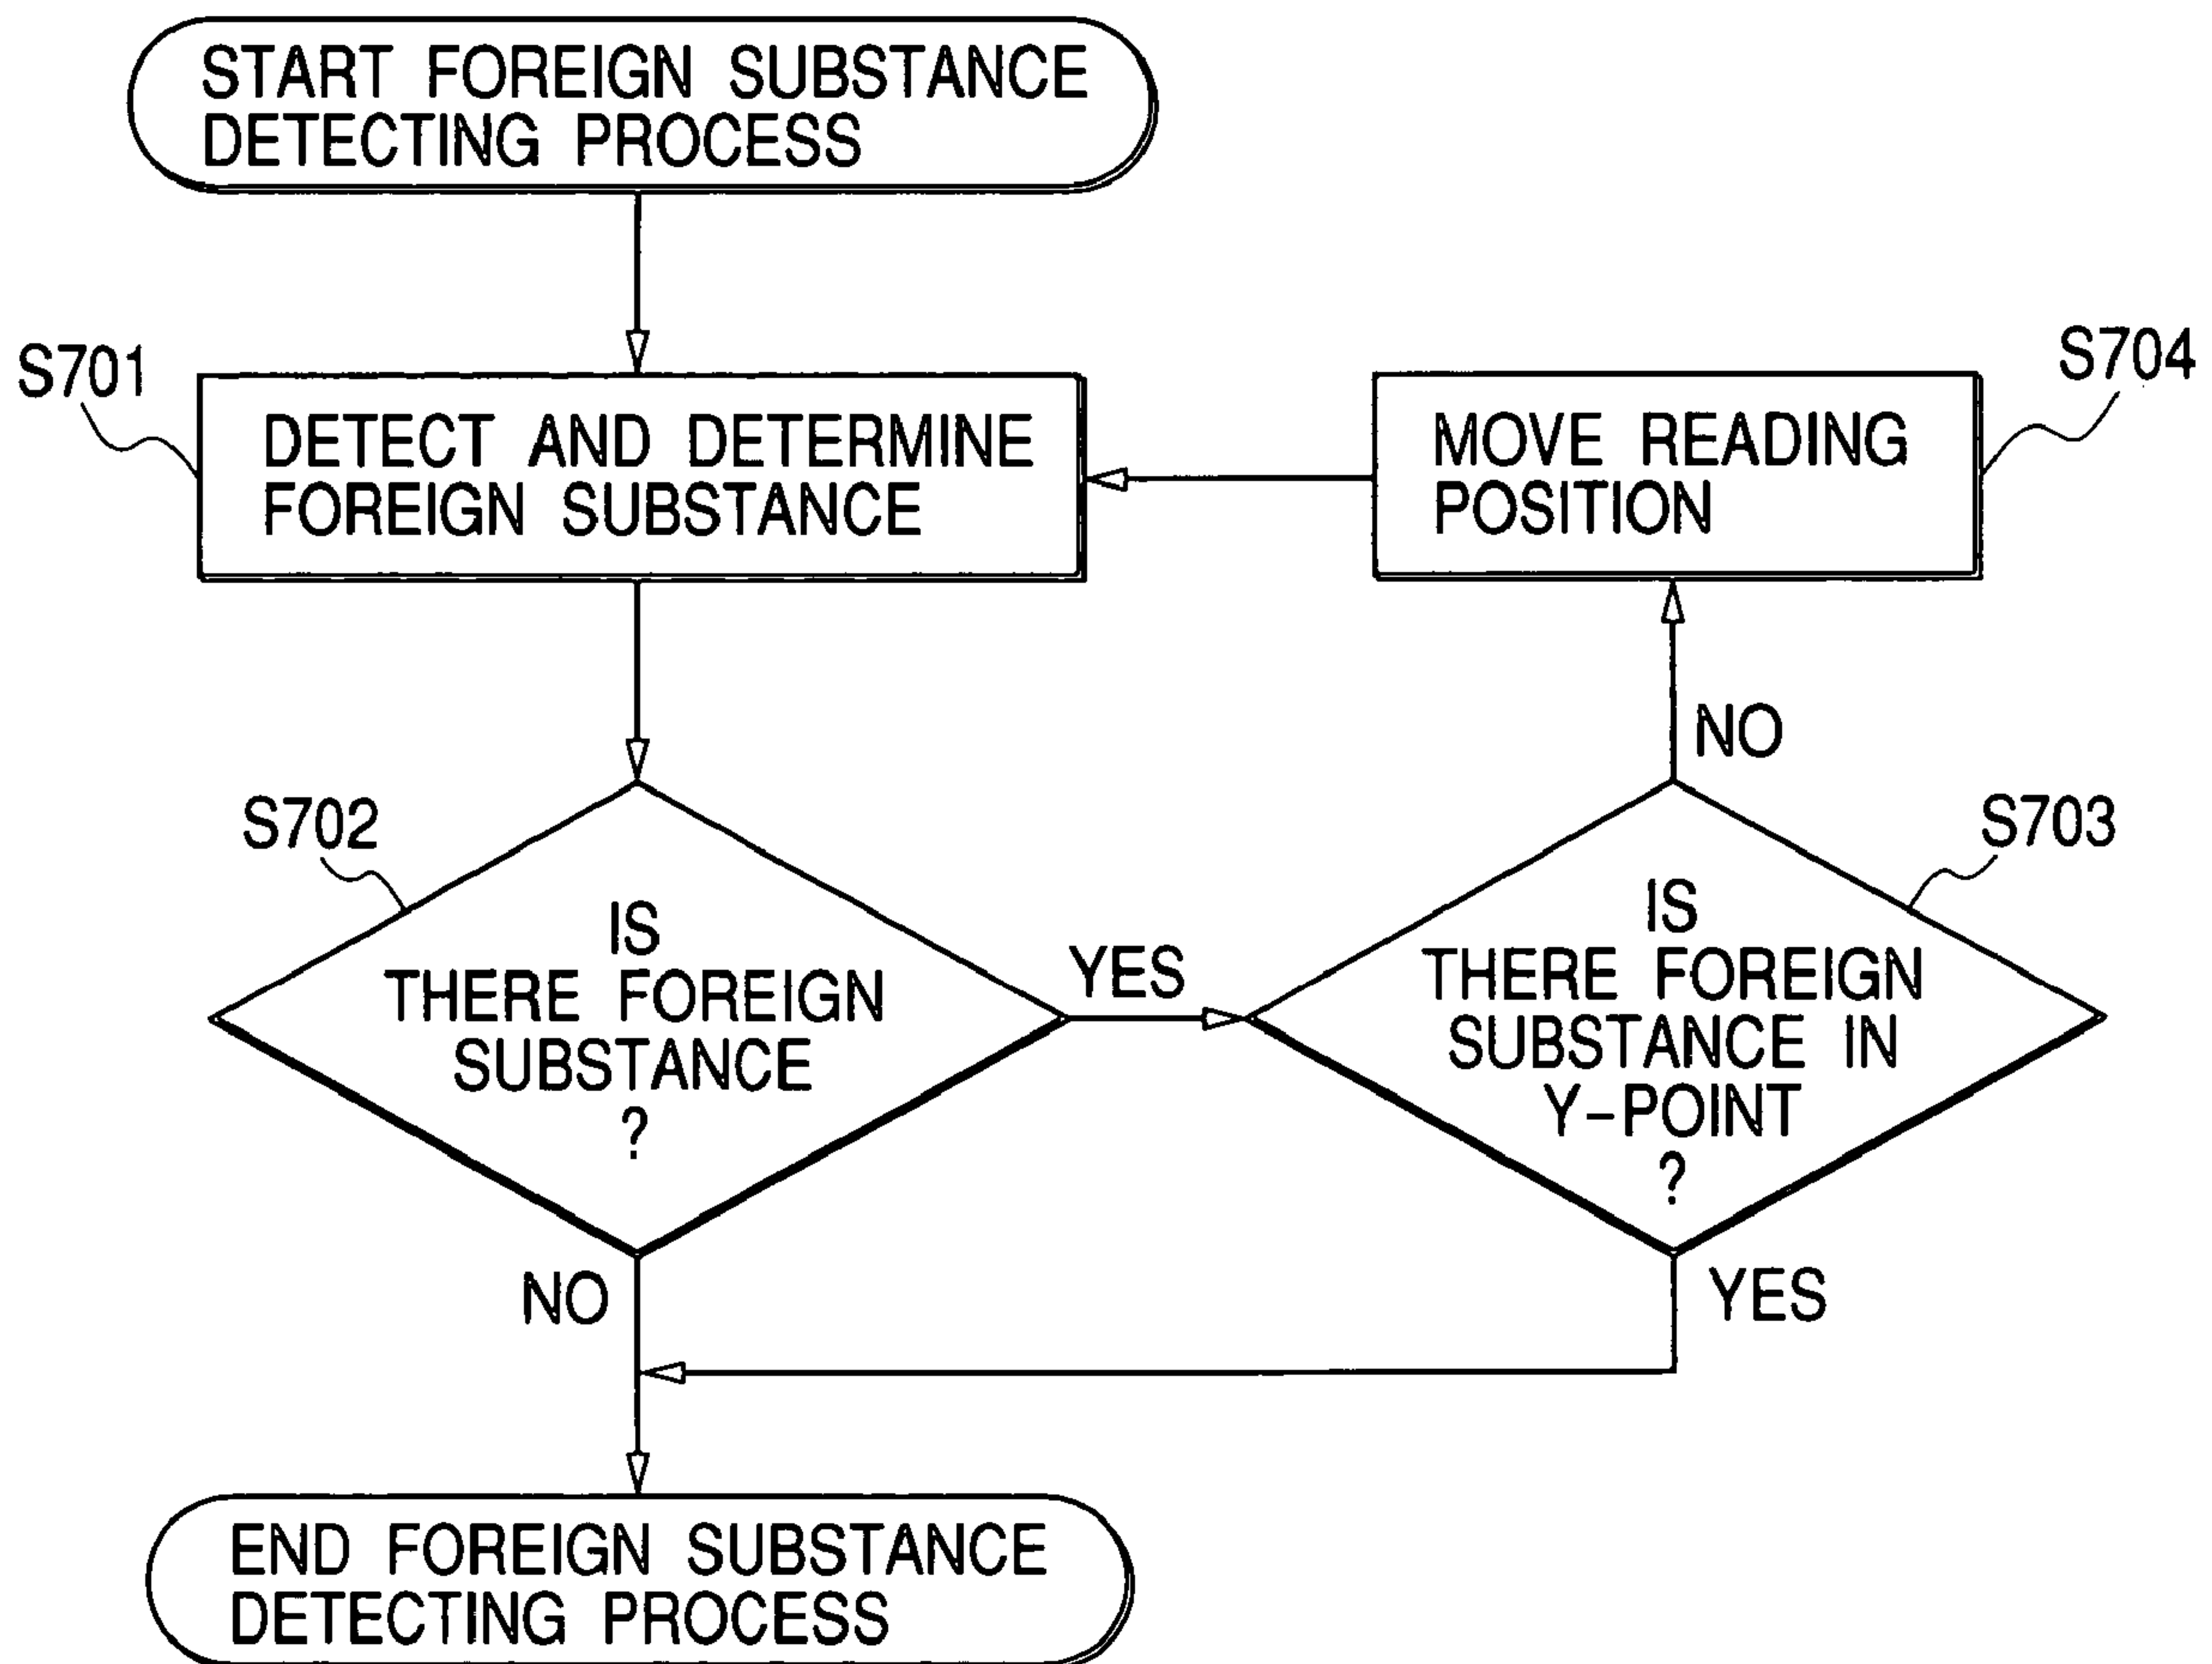 START FOREIGN SUBSTANCE
DETECTING PROCESS
S701
DETECT AND DETERMINE
FOREIGN SUBSTANCE
S704
MOVE READING
POSITION
NO
S702
IS
THERE FOREIGN
SUBSTANCE
?
YES
S703
IS
THERE FOREIGN
SUBSTANCE IN
Y-POINT
?
NO
YES
END FOREIGN SUBSTANCE
DETECTING PROCESS